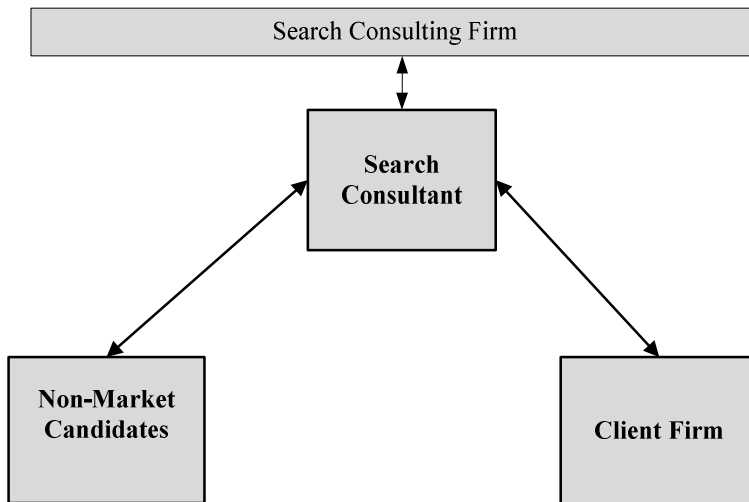 Search Consulting Firm
Search
Consultant
Non-Market
Candidates
Client Firm